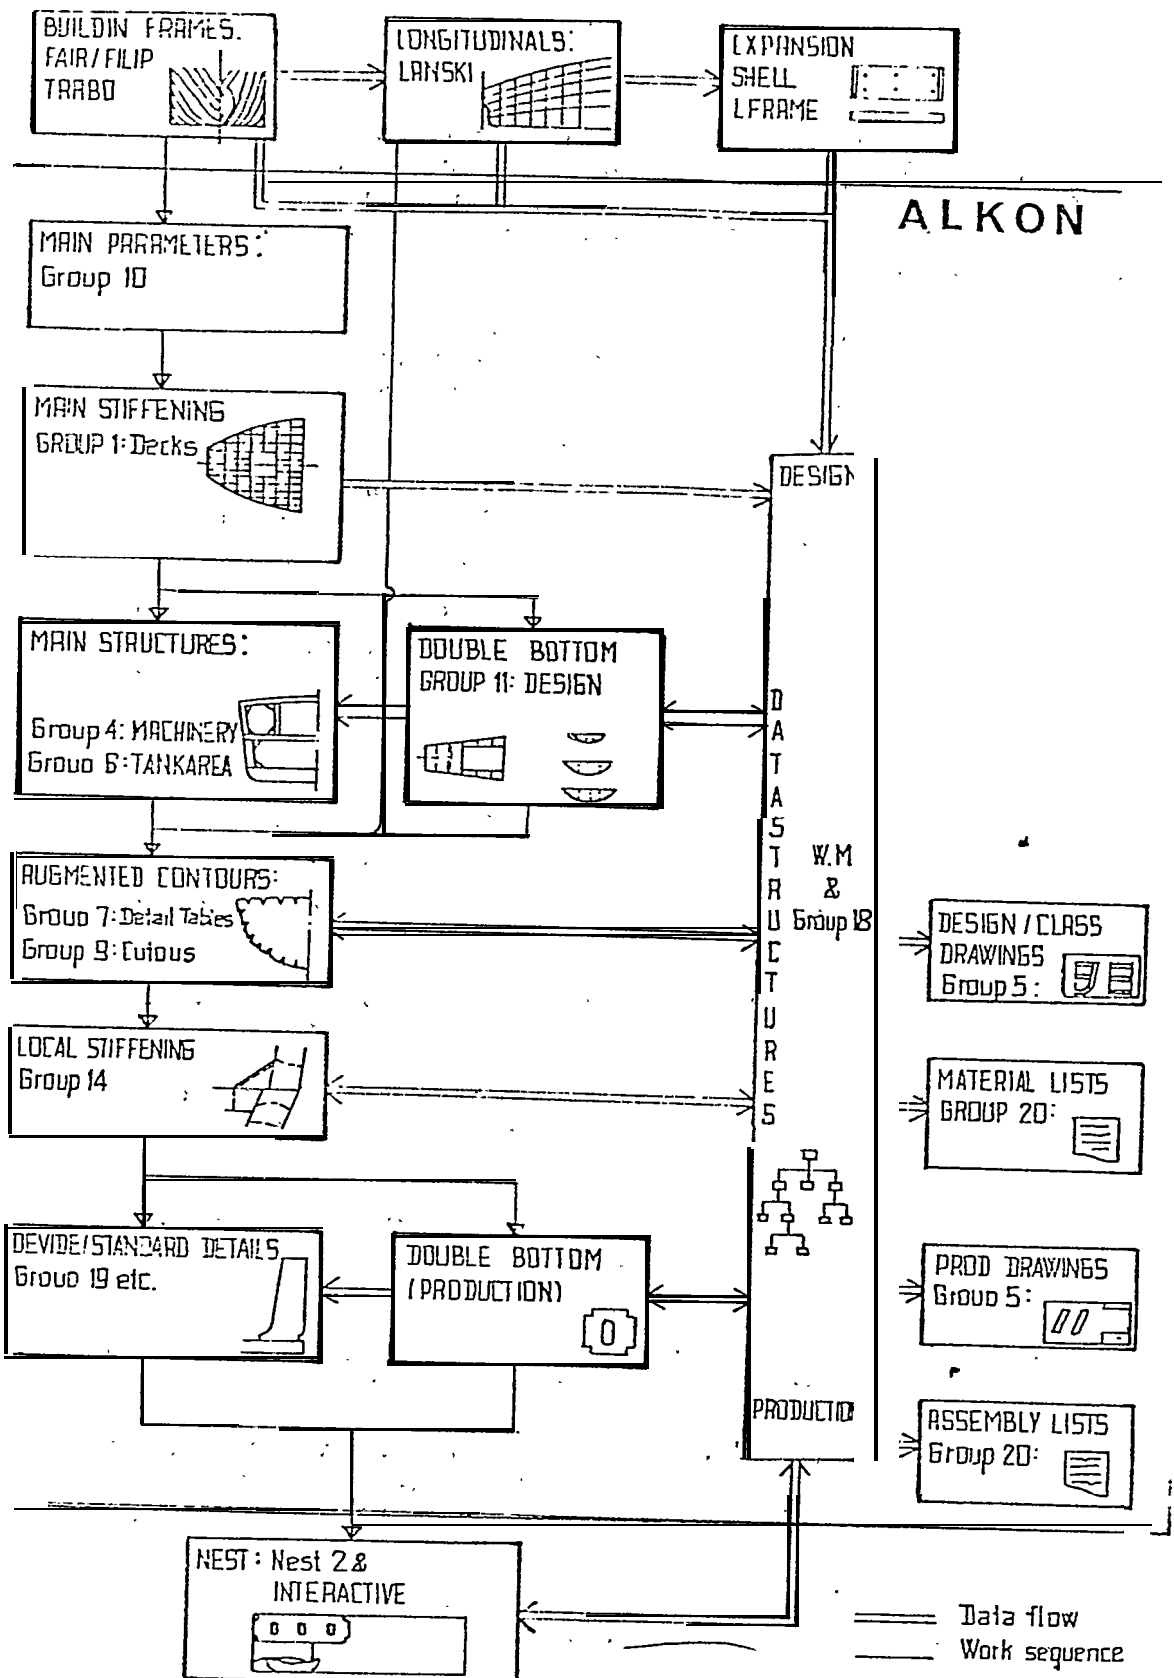 BUILDIN FRAMES:
FAIR/FILIP
TRABO
LONGITUDINALS:
LANSKI
EXPANSION
SHELL
LFRAME
ALKON
MAIN PARAMETERS:
Group 10
MAIN STIFFENING
GROUP 1: Decks
DESIGN
MAIN STRUCTURES:
Group 4: MACHINERY
Group 6: TANKAREA
DOUBLE BOTTOM
GROUP 11: DESIGN
DATASTRUCTURES
W.M
&
Group 18
AUGMENTED CONTOURS:
Group 7: Detail Tables
Group 9: Cutous
DESIGN / CLASS
DRAWINGS
Group 5:
LOCAL STIFFENING
Group 14
MATERIAL LISTS
GROUP 20:
DEVIDE/STANDARD DETAILS
Group 19 etc.
DOUBLE BOTTOM
(PRODUCTION)
PROD DRAWINGS
Group 5:
PRODUCTIO
ASSEMBLY LISTS
Group 20:
NEST: Nest 2 &
INTERACTIVE
Data flow
Work sequence